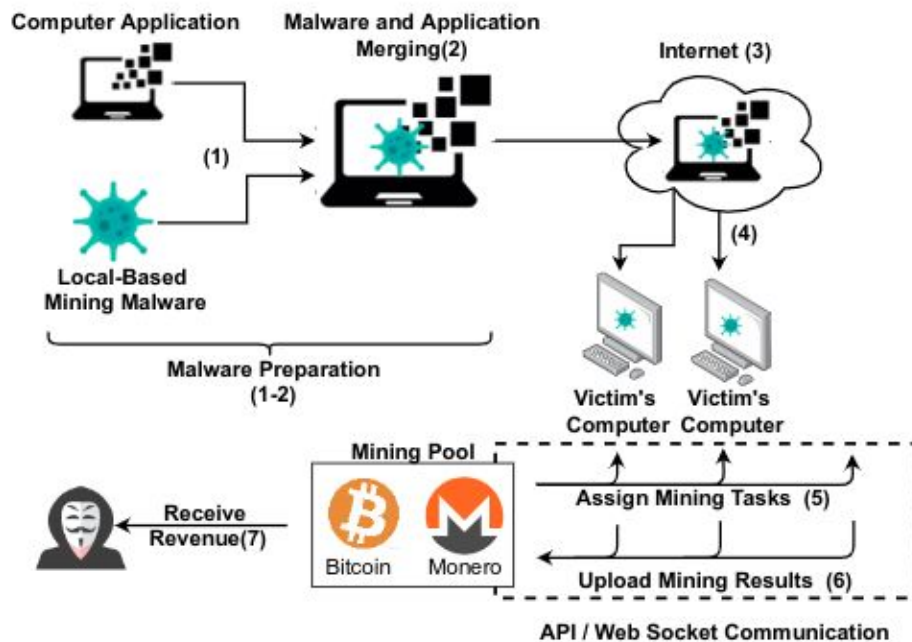 Computer Application
Malware and Application
Merging(2)
Internet (3)
(1)
(4)
Local-Based
Mining Malware
Malware Preparation
(1-2)
Victim's
Computer
Victim's
Computer
Mining Pool
Bitcoin
Monero
Assign Mining Tasks (5)
Receive
Revenue(7)
Upload Mining Results (6)
API / Web Socket Communication